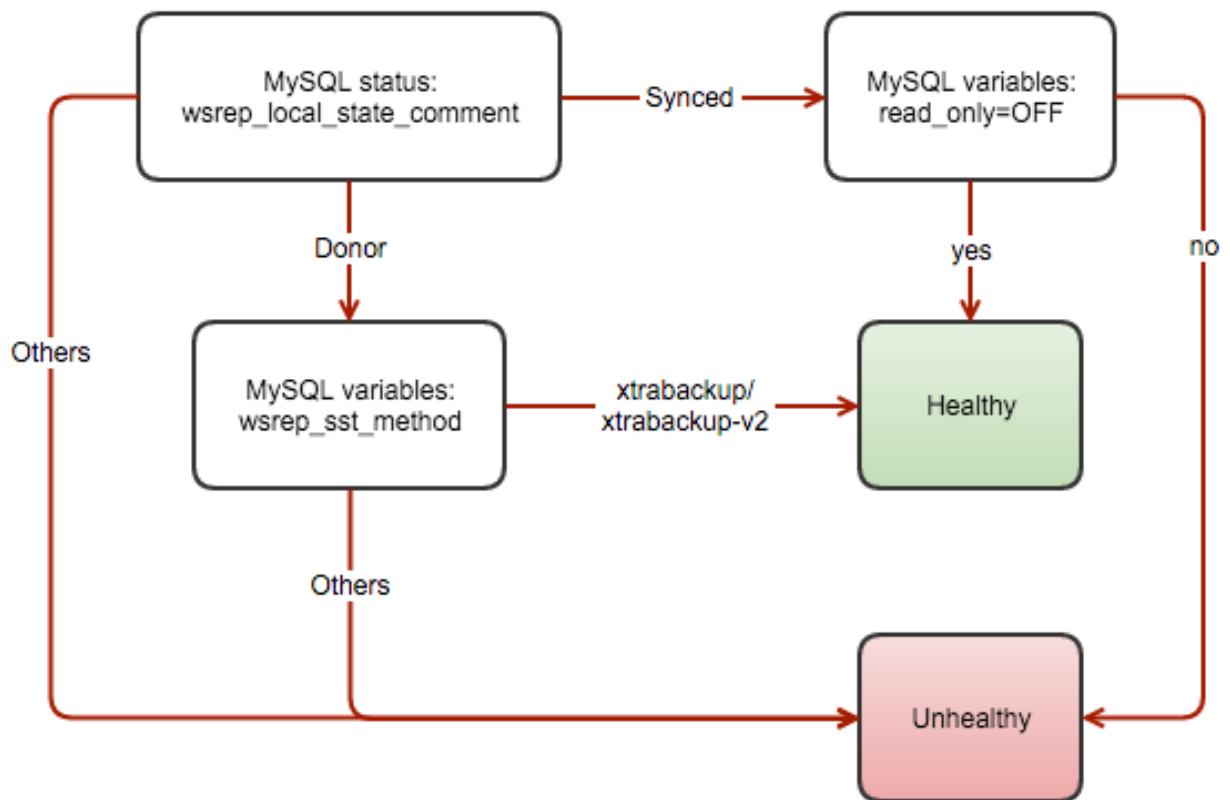 MySQL status:
wsrep_local_state_comment
Synced
MySQL variables:
read_only=OFF
Donor
yes
no
Others
MySQL variables:
wsrep_sst_method
xtrabackup/
xtrabackup-v2
Healthy
Others
Unhealthy